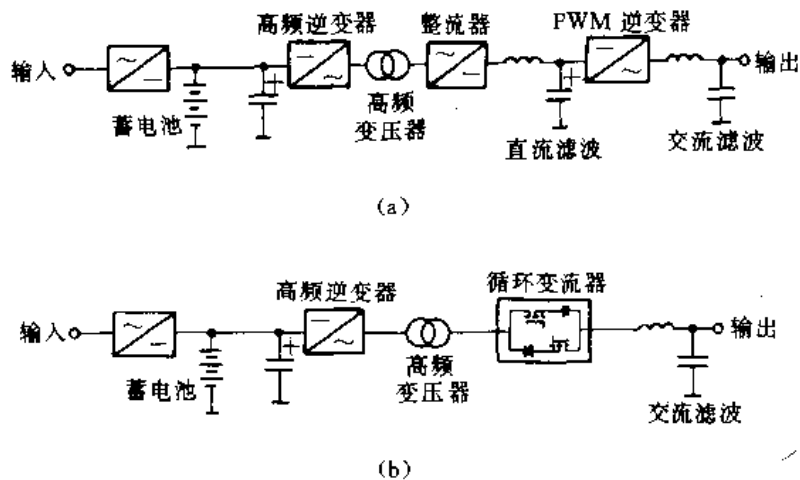 高频逆变器
整流器
PWM 逆变器
输入
输出
蓄电池
高频
变压器
直流滤波
交流滤波
(a)
高频逆变器
循环变流器
输入
输出
蓄电池
高频
变压器
交流滤波
(b)